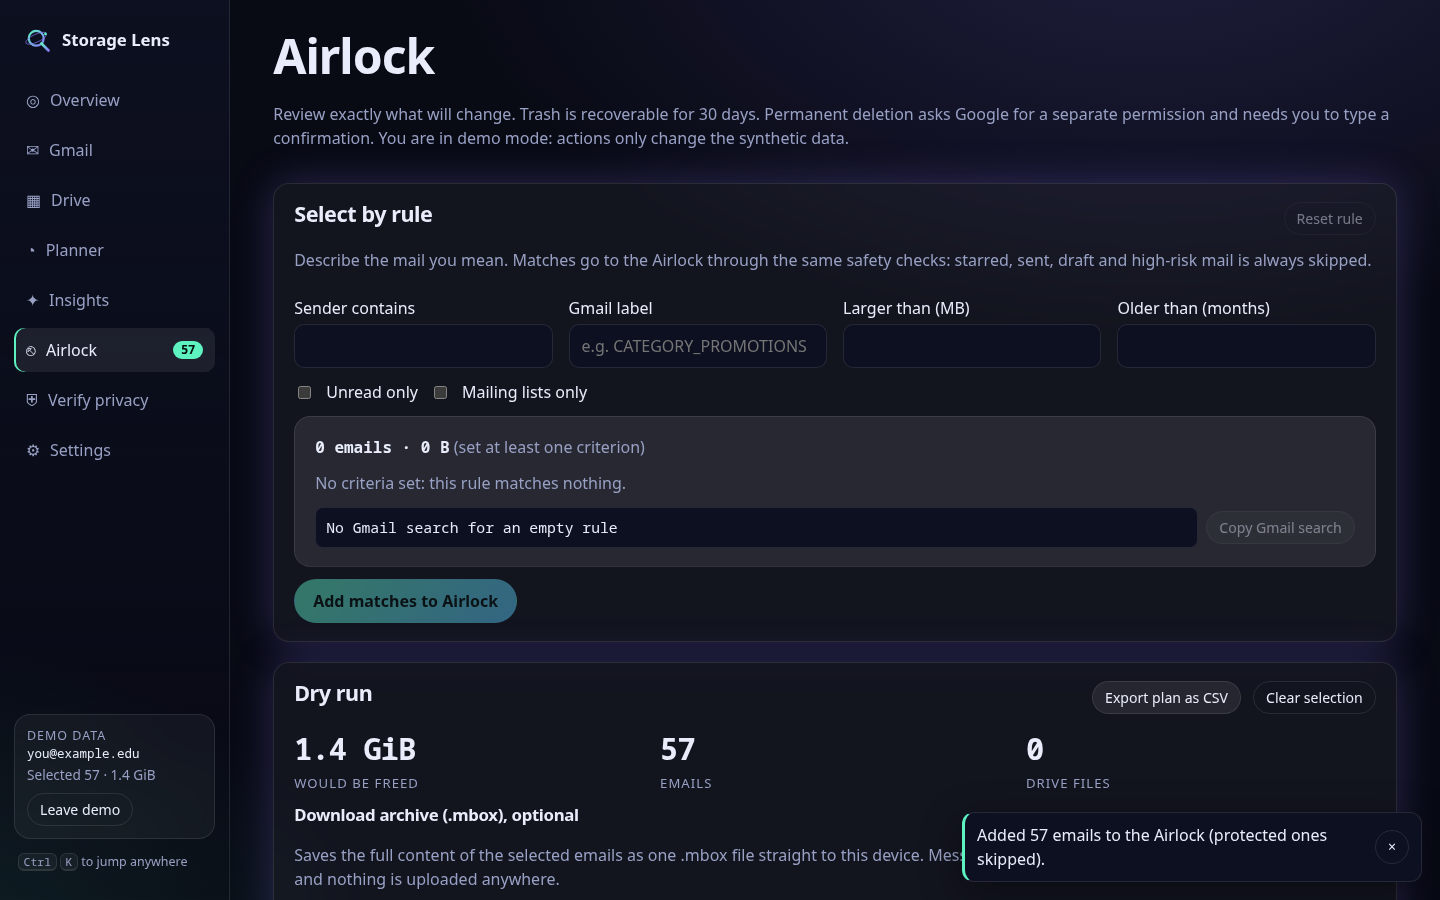 Storage Lens
Overview
Gmail
Drive
Planner
Insights
Airlock 57
Verify privacy
Settings
DEMO DATA
you@example.edu
Selected 57 · 1.4 GiB
Leave demo
Ctrl K to jump anywhere
Airlock
Review exactly what will change. Trash is recoverable for 30 days. Permanent deletion asks Google for a separate permission and needs you to type a
confirmation. You are in demo mode: actions only change the synthetic data.
Select by rule
Reset rule
Describe the mail you mean. Matches go to the Airlock through the same safety checks: starred, sent, draft and high-risk mail is always skipped.
Sender contains Gmail label Larger than (MB) Older than (months)
e.g. CATEGORY_PROMOTIONS
Unread only Mailing lists only
0 emails · 0 B (set at least one criterion)
No criteria set: this rule matches nothing.
No Gmail search for an empty rule Copy Gmail search
Add matches to Airlock
Dry run
Export plan as CSV Clear selection
1.4 GiB 57 0
WOULD BE FREED EMAILS DRIVE FILES
Download archive (.mbox), optional
Saves the full content of the selected emails as one .mbox file straight to this device.
and nothing is uploaded anywhere.
Added 57 emails to the Airlock (protected ones
skipped).
×